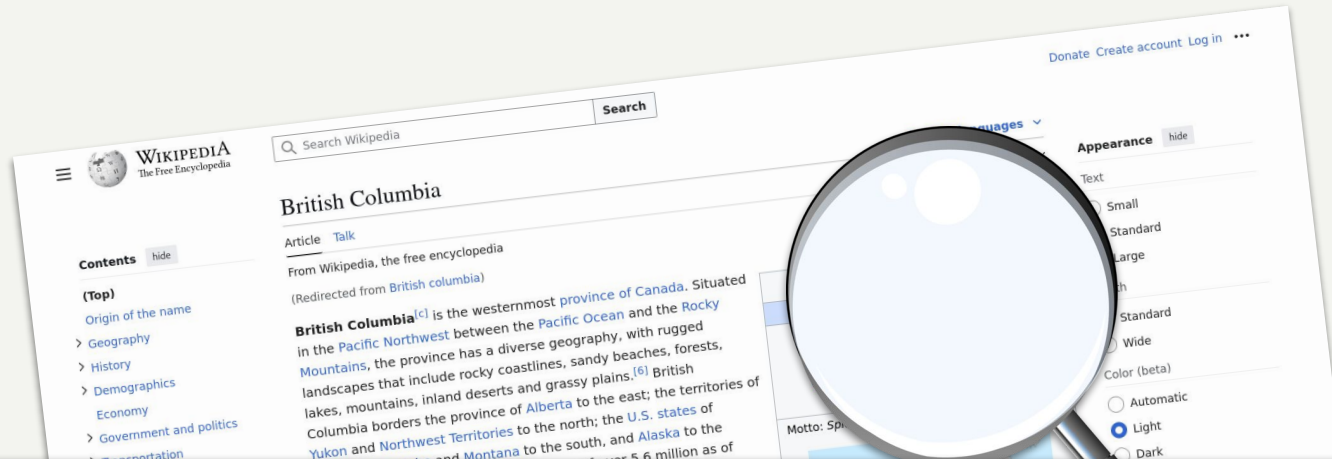 Donate Create account Log in
WIKIPEDIA
The Free Encyclopedia
Search Wikipedia
Search
British Columbia
Article Talk
From Wikipedia, the free encyclopedia
(Redirected from British columbia)
British Columbia[c] is the westernmost province of Canada. Situated
in the Pacific Northwest between the Pacific Ocean and the Rocky
Mountains, the province has a diverse geography, with rugged
landscapes that include rocky coastlines, sandy beaches, forests,
lakes, mountains, inland deserts and grassy plains.[6] British
Columbia borders the province of Alberta to the east; the territories of
Yukon and Northwest Territories to the north; the U.S. states of
and Montana to the south, and Alaska to the
5.6 million as of
Contents hide
(Top)
Origin of the name
Geography
History
Demographics
Economy
Government and politics
Motto:
Appearance hide
Text
Small
Standard
Large
Standard
Wide
Color (beta)
Automatic
Light
Dark